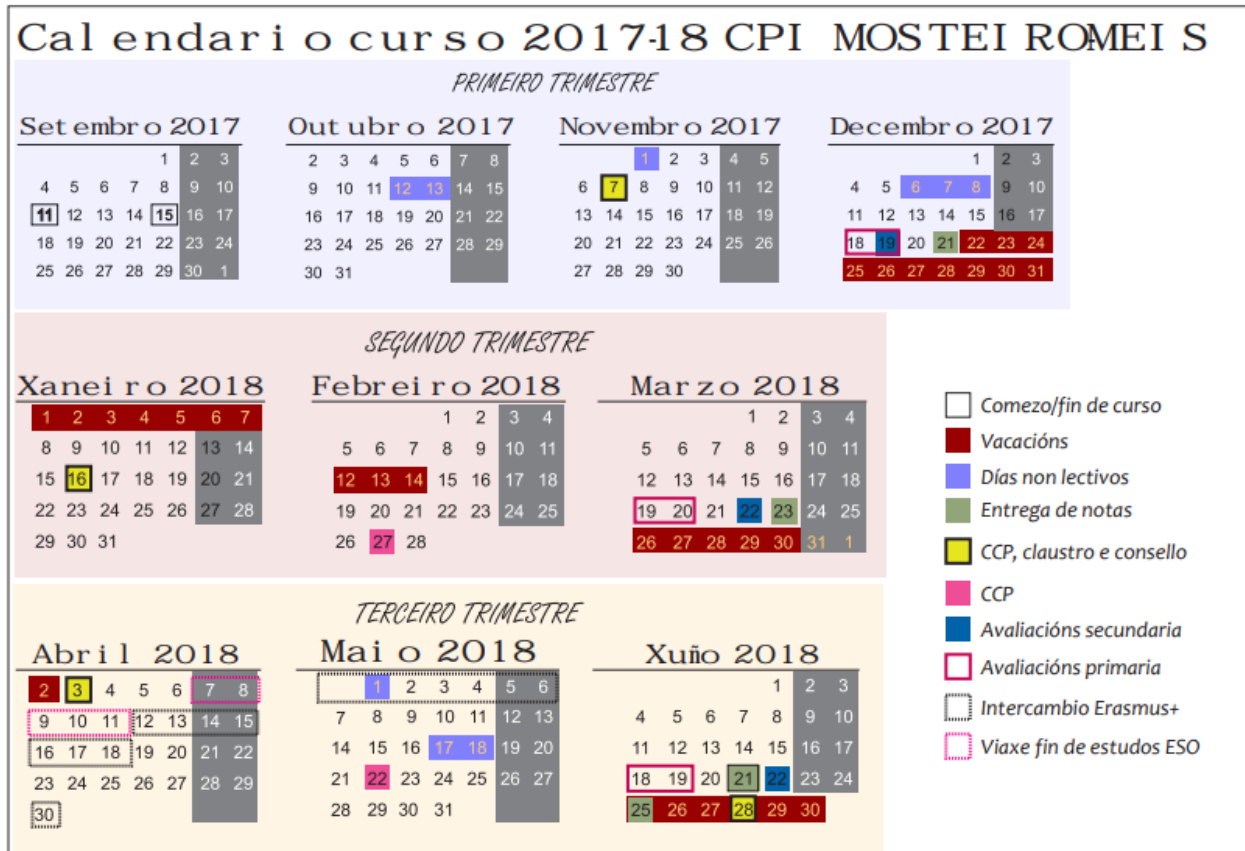 Calendario curso 2017-18 CPI MOSTEIRO-MEIS
PRIMEIRO TRIMESTRE
Setembro 2017
1 2 3
4 5 6 7 8 9 10
11 12 13 14 15 16 17
18 19 20 21 22 23 24
25 26 27 28 29 30 1
Outubro 2017
2 3 4 5 6 7 8
9 10 11 12 13 14 15
16 17 18 19 20 21 22
23 24 25 26 27 28 29
30 31
Novembro 2017
1 2 3 4 5
6 7 8 9 10 11 12
13 14 15 16 17 18 19
20 21 22 23 24 25 26
27 28 29 30
Decembro 2017
1 2 3
4 5 6 7 8 9 10
11 12 13 14 15 16 17
18 19 20 21 22 23 24
25 26 27 28 29 30 31
SEGUNDO TRIMESTRE
Xaneiro 2018
1 2 3 4 5 6 7
8 9 10 11 12 13 14
15 16 17 18 19 20 21
22 23 24 25 26 27 28
29 30 31
Febreiro 2018
1 2 3 4
5 6 7 8 9 10 11
12 13 14 15 16 17 18
19 20 21 22 23 24 25
26 27 28
Marzo 2018
1 2 3 4
5 6 7 8 9 10 11
12 13 14 15 16 17 18
19 20 21 22 23 24 25
26 27 28 29 30 31 1
TERCEIRO TRIMESTRE
Abril 2018
2 3 4 5 6 7 8
9 10 11 12 13 14 15
16 17 18 19 20 21 22
23 24 25 26 27 28 29
30
Maio 2018
1 2 3 4 5 6
7 8 9 10 11 12 13
14 15 16 17 18 19 20
21 22 23 24 25 26 27
28 29 30 31
Xuño 2018
1 2 3
4 5 6 7 8 9 10
11 12 13 14 15 16 17
18 19 20 21 22 23 24
25 26 27 28 29 30
Comezo/fin de curso
Vacacións
Días non lectivos
Entrega de notas
CCP, claustro e consello
CCP
Avaliacións secundaria
Avaliacións primaria
Intercambio Erasmus+
Viaxe fin de estudos ESO